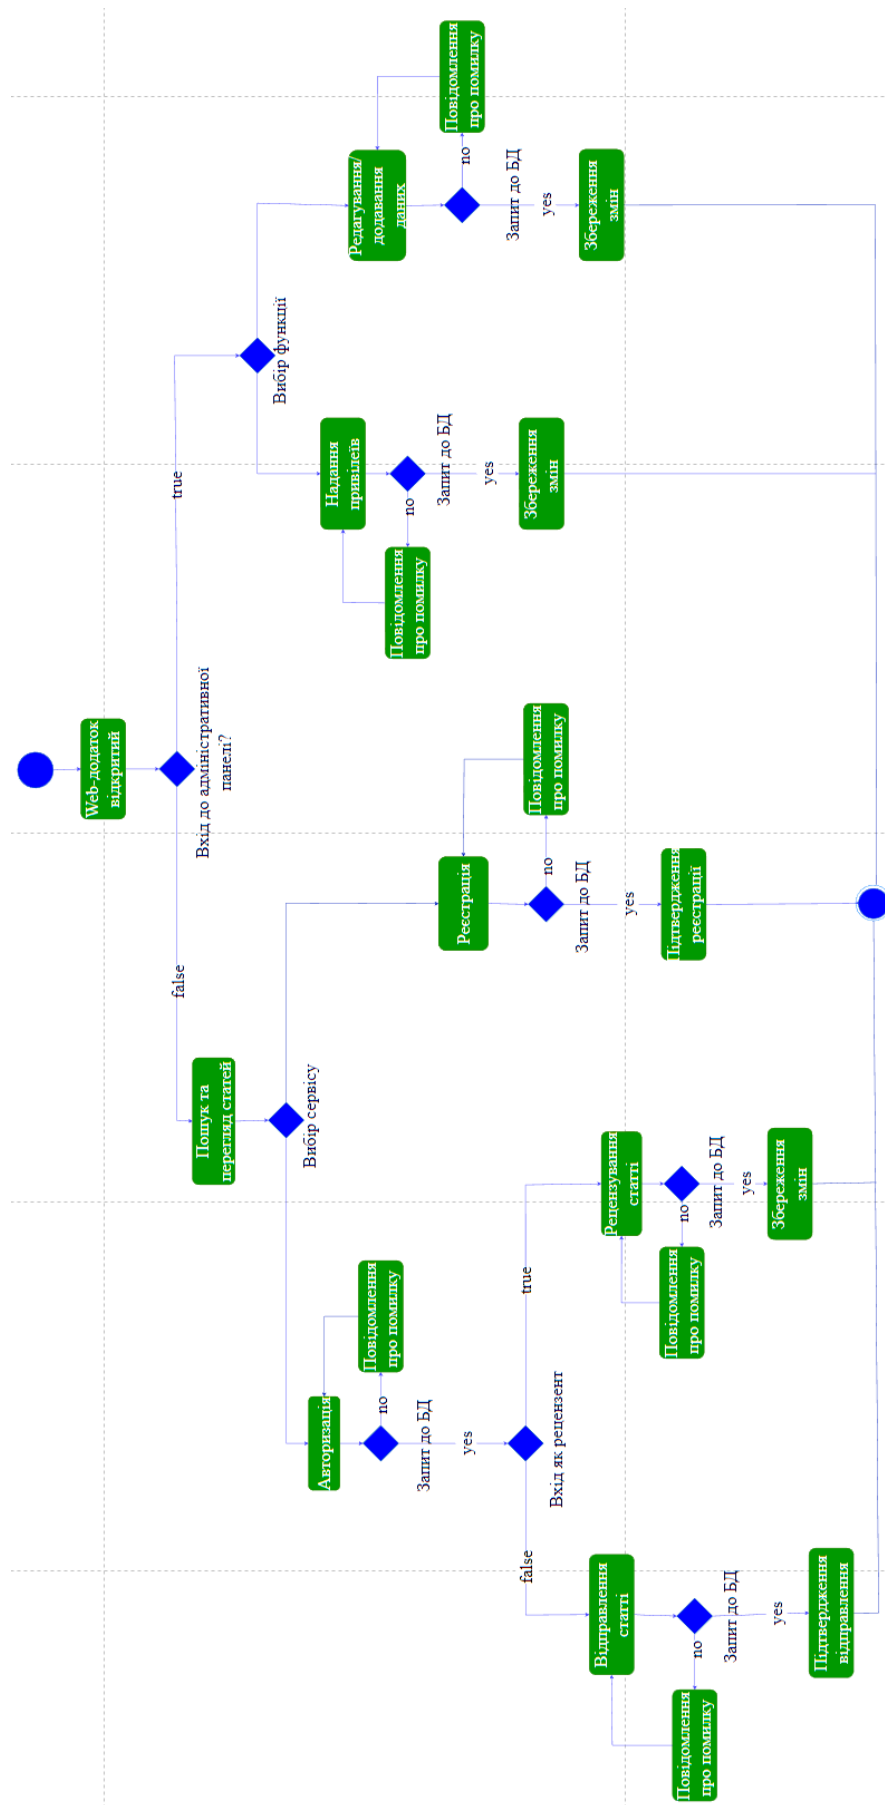 Web-додаток
відкритий
false
true
Вхід до адміністративної
панелі?
Пошук та
перегляд статей
Вибір функції
Вибір сервісу
Авторизація
Надання
привілеїв
Редагування/
додавання
даних
Повідомлення
про помилку
no
Повідомлення
про помилку
no
Запит до БД
Запит до БД
Реєстрація
Повідомлення
про помилку
no
yes
yes
Запит до БД
Збереження
змін
Повідомлення
про помилку
no
false
true
yes
Вхід як рецензент
Запит до БД
Збереження
змін
Відправлення
статті
Рецензування
статті
yes
Повідомлення
про помилку
no
Підтвердження
реєстрації
Повідомлення
про помилку
no
Запит до БД
Запит до БД
yes
Збереження
змін
yes
Підтвердження
відправлення